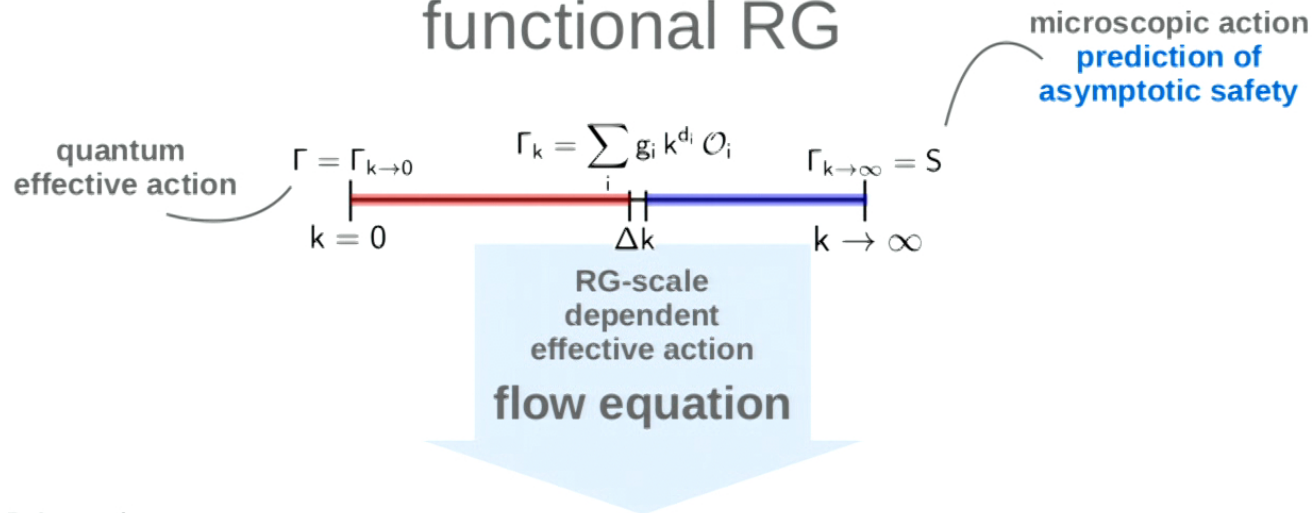 functional RG
microscopic action
prediction of
asymptotic safety
quantum
effective action
Γ = Γ_{k→0}
Γ_k = ∑_i g_i k^{d_i} 𝒪_i
Γ_{k→∞} = S
k = 0
Δk
k → ∞
RG-scale
dependent
effective action
flow equation